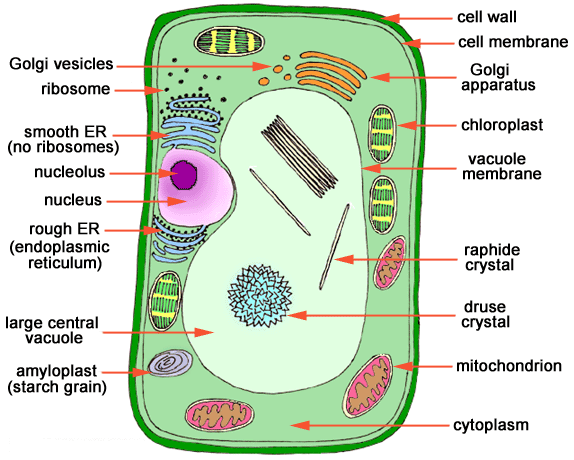 cell wall
cell membrane
Golgi vesicles
Golgi
apparatus
ribosome
chloroplast
smooth ER
(no ribosomes)
vacuole
membrane
nucleolus
nucleus
rough ER
(endoplasmic
reticulum)
raphide
crystal
druse
crystal
large central
vacuole
mitochondrion
amyloplast
(starch grain)
cytoplasm